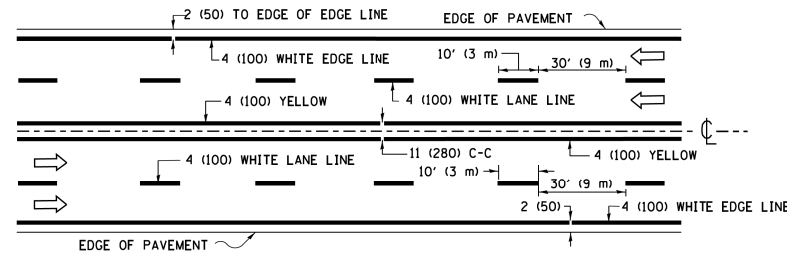 2 (50) TO EDGE OF EDGE LINE
EDGE OF PAVEMENT
4 (100) WHITE EDGE LINE
10' (3 m)
30' (9 m)
4 (100) YELLOW
4 (100) WHITE LANE LINE
℄
4 (100) WHITE LANE LINE
11 (280) C-C
4 (100) YELLOW
10' (3 m)
30' (9 m)
2 (50)
4 (100) WHITE EDGE LINE
EDGE OF PAVEMENT